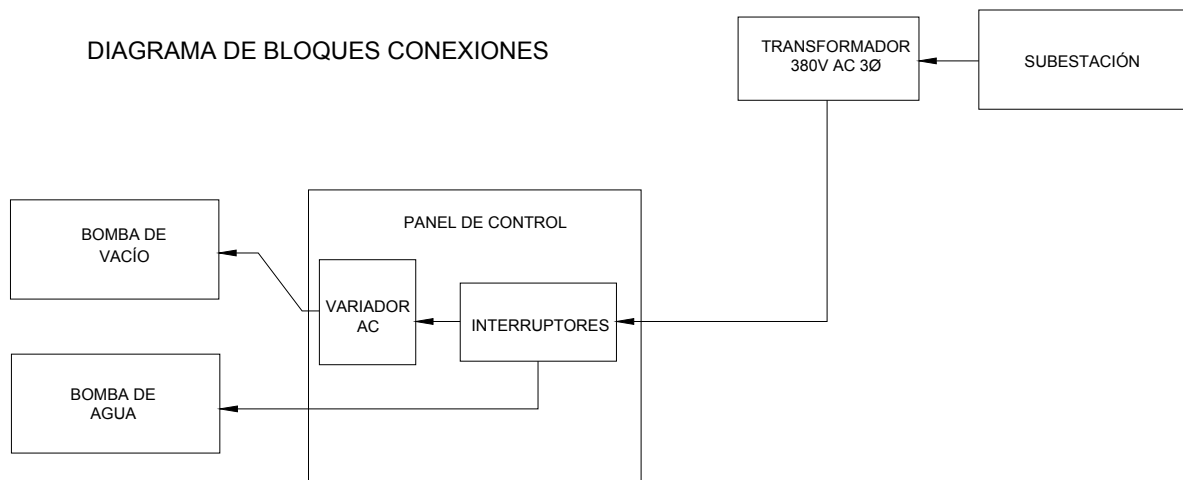 DIAGRAMA DE BLOQUES CONEXIONES
TRANSFORMADOR
380V AC 3Ø
SUBESTACIÓN
PANEL DE CONTROL
BOMBA DE
VACÍO
VARIADOR
AC
INTERRUPTORES
BOMBA DE
AGUA